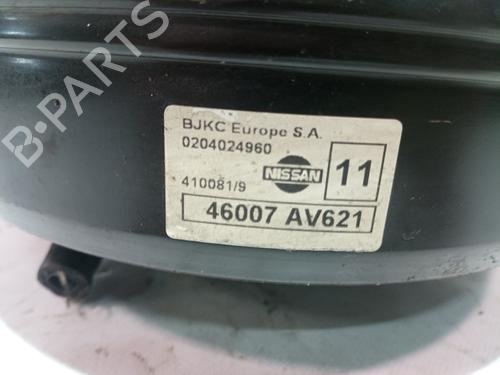 BJKC Europe S.A.
0204024960
NISSAN
11
410081/9
46007 AV621
B-PARTS